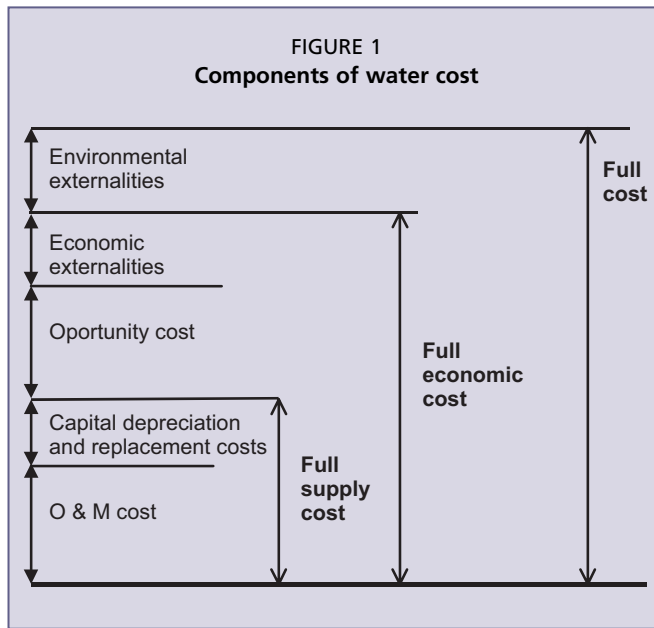 FIGURE 1
Components of water cost
Environmental
externalities
Full
cost
Economic
externalities
Oportunity cost
Full
economic
cost
Capital depreciation
and replacement costs
Full
supply
cost
O & M cost